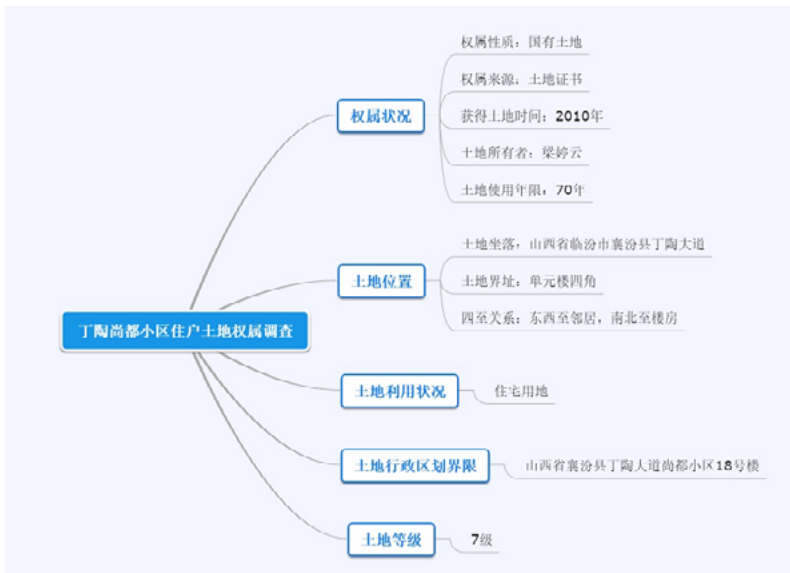 权属性质：国有土地
权属来源：土地证书
权属状况
获得土地时间：2010年
土地所有者：梁婷云
土地使用年限：70年
土地坐落：山西省临汾市襄汾县丁陶大道
土地位置
土地界址：单元楼四角
四至关系：东西至邻居，南北至楼房
丁陶尚都小区住户土地权属调查
土地利用状况
住宅用地
土地行政区划界限
山西省襄汾县丁陶大道尚都小区18号楼
土地等级
7级